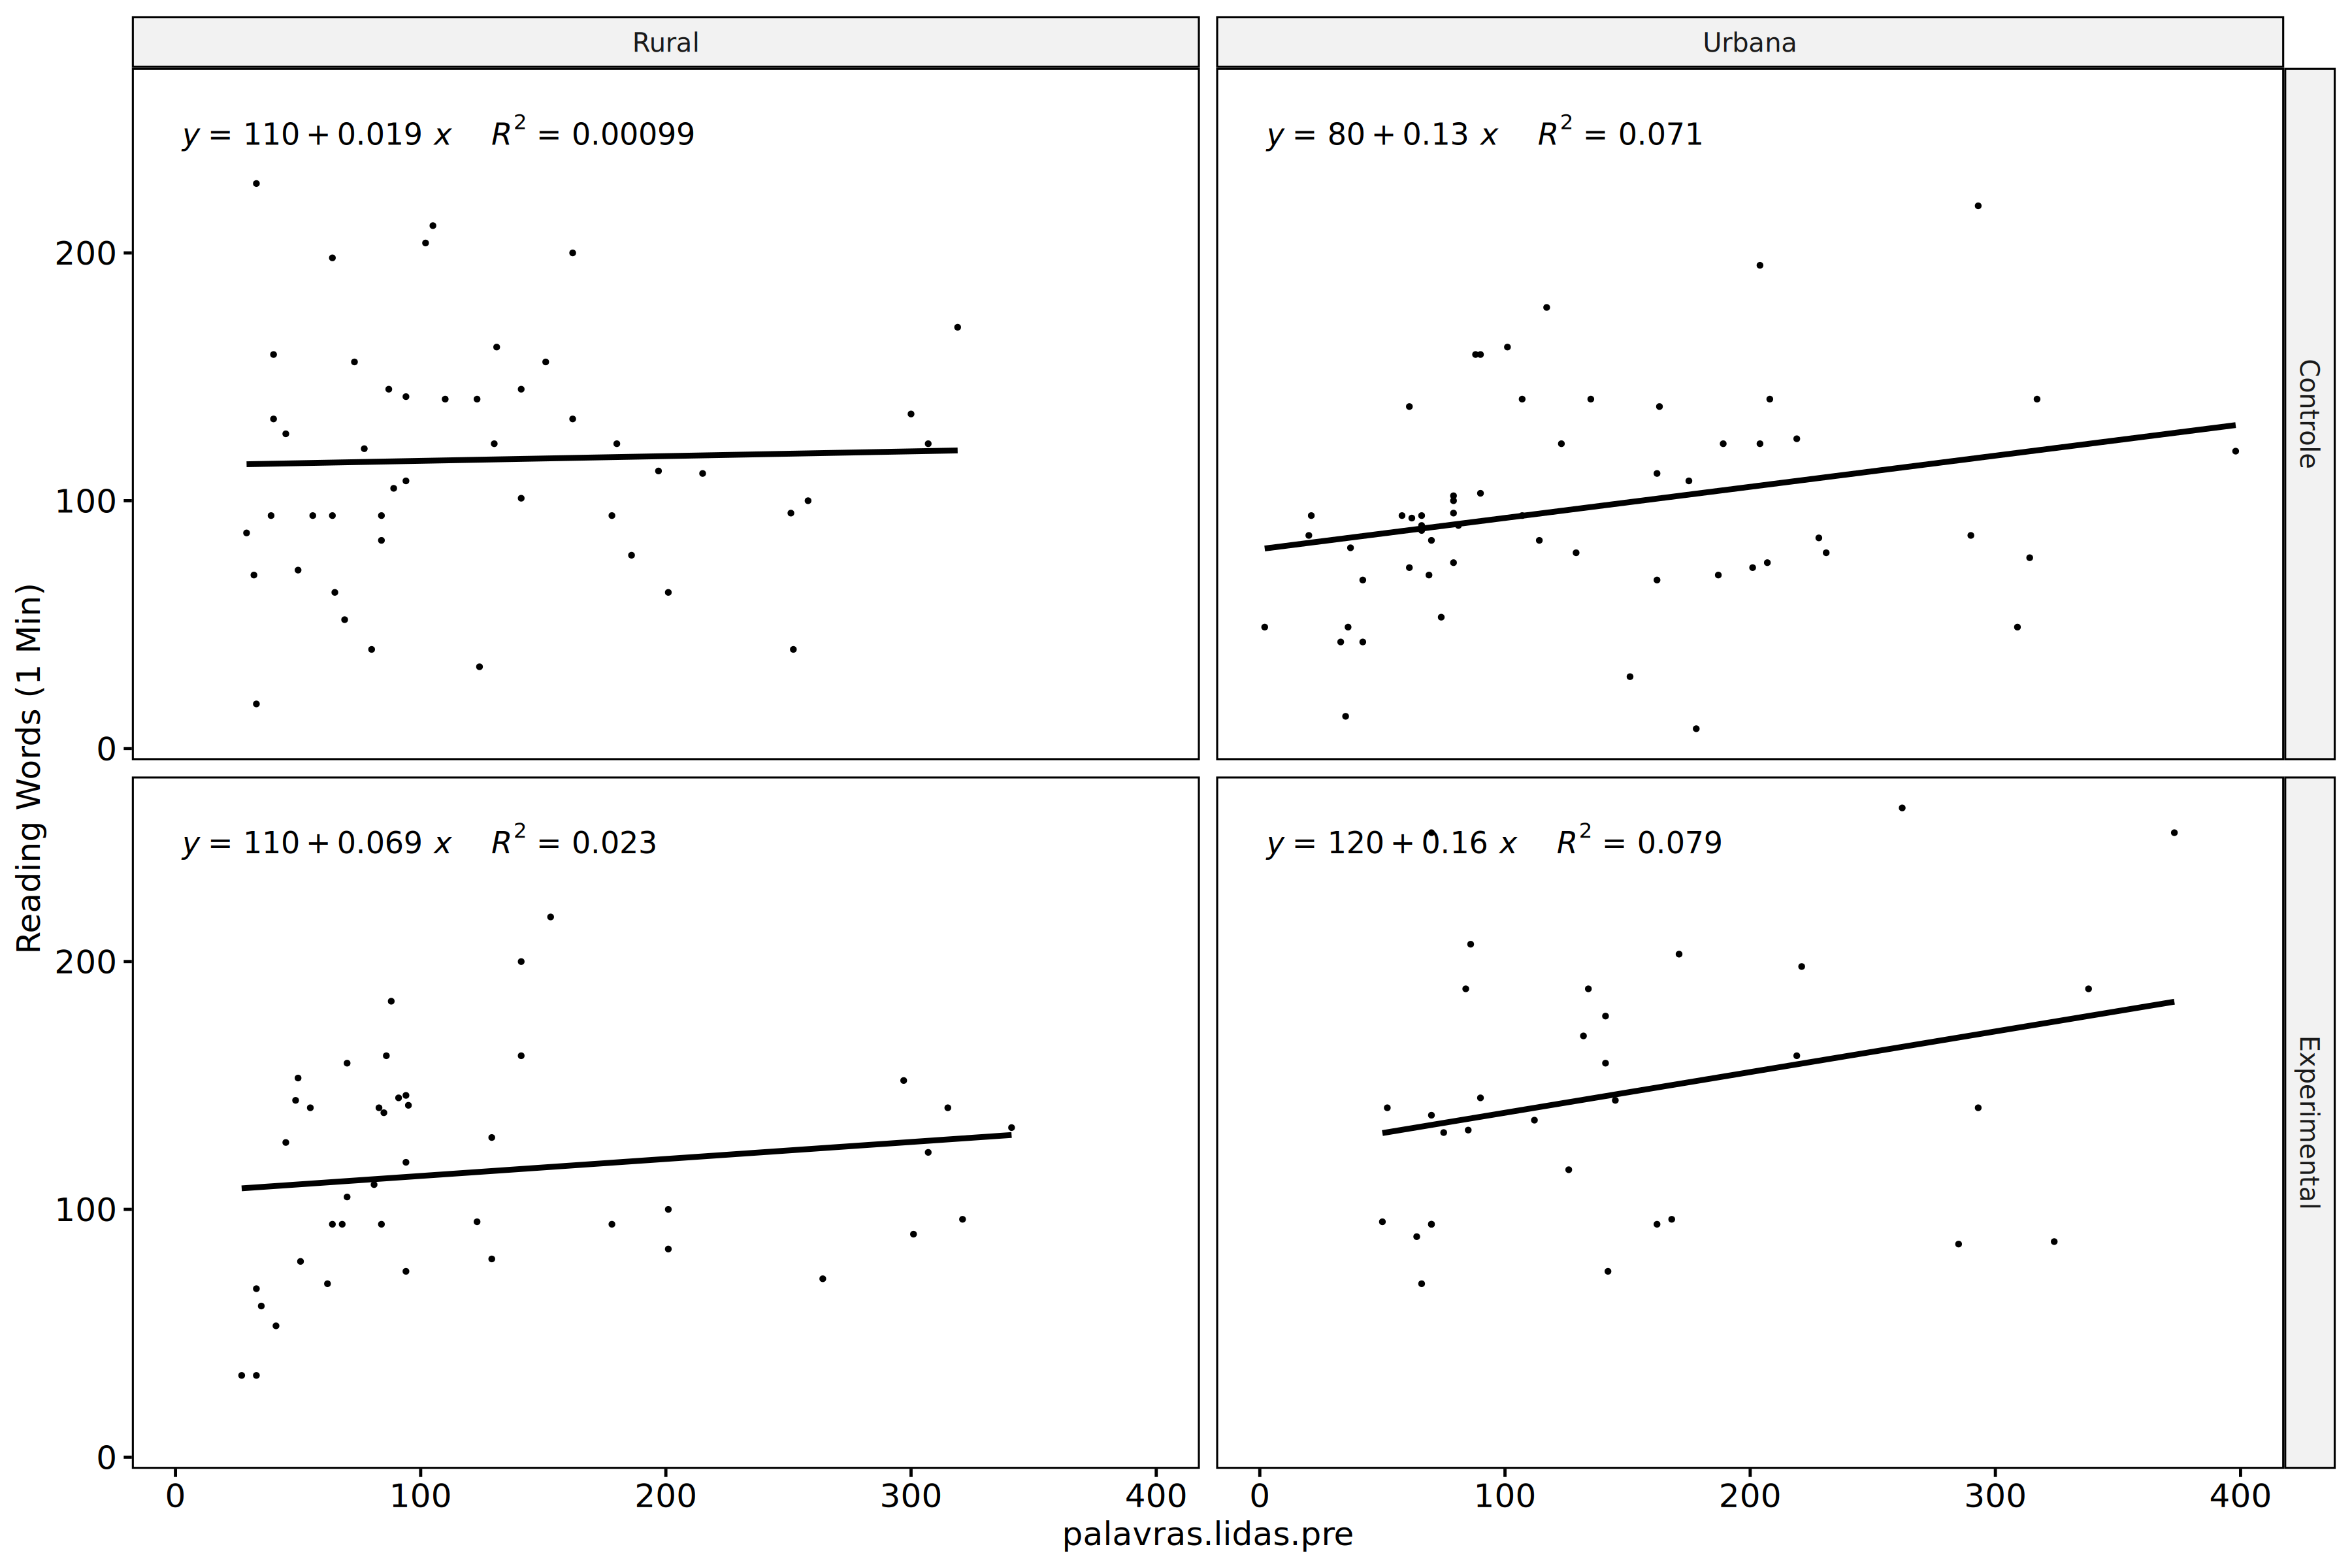 Rural
Urbana
y = 110 + 0.019 x R² = 0.00099
y = 80 + 0.13 x R² = 0.071
Controle
200
100
0
Reading Words (1 Min)
y = 110 + 0.069 x R² = 0.023
y = 120 + 0.16 x R² = 0.079
Experimental
200
100
0
0 100 200 300 400
0 100 200 300 400
palavras.lidas.pre